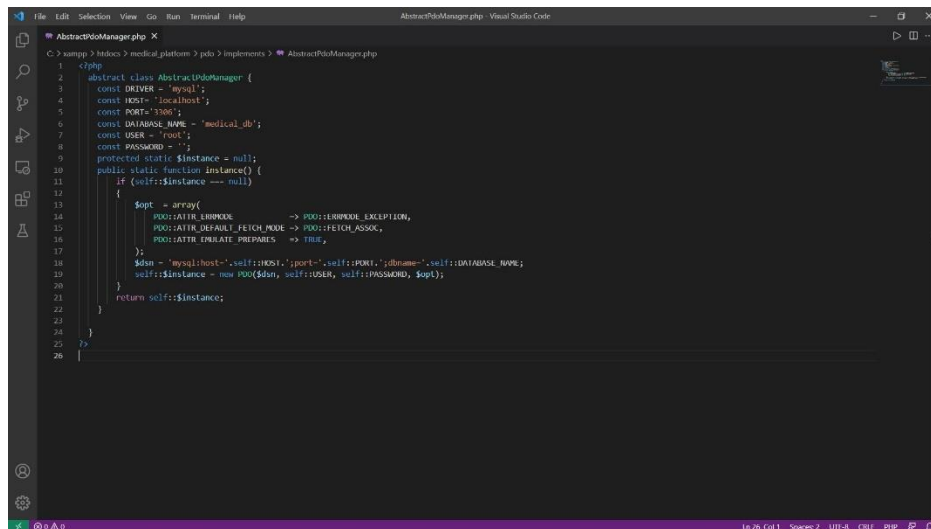 File Edit Selection View Go Run Terminal Help AbstractPdoManager.php - Visual Studio Code
AbstractPdoManager.php
C: > xampp > htdocs > medical_platform > pdo > implements > AbstractPdoManager.php
1 <?php
2 abstract class AbstractPdoManager {
3 const DRIVER = 'mysql';
4 const HOST= 'localhost';
5 const PORT='3306';
6 const DATABASE_NAME = 'medical_db';
7 const USER = 'root';
8 const PASSWORD = '';
9 protected static $instance = null;
10 public static function instance() {
11 if (self::$instance === null)
12 {
13 $opt = array(
14 PDO::ATTR_ERRMODE => PDO::ERRMODE_EXCEPTION,
15 PDO::ATTR_DEFAULT_FETCH_MODE => PDO::FETCH_ASSOC,
16 PDO::ATTR_EMULATE_PREPARES => TRUE,
17 );
18 $dsn = 'mysql:host='.self::HOST.';port='.self::PORT.';dbname='.self::DATABASE_NAME;
19 self::$instance = new PDO($dsn, self::USER, self::PASSWORD, $opt);
20 }
21 return self::$instance;
22 }
23
24 }
25 ?>
26
0 0 Ln 26, Col 1 Spaces: 2 UTF-8 CRLF PHP